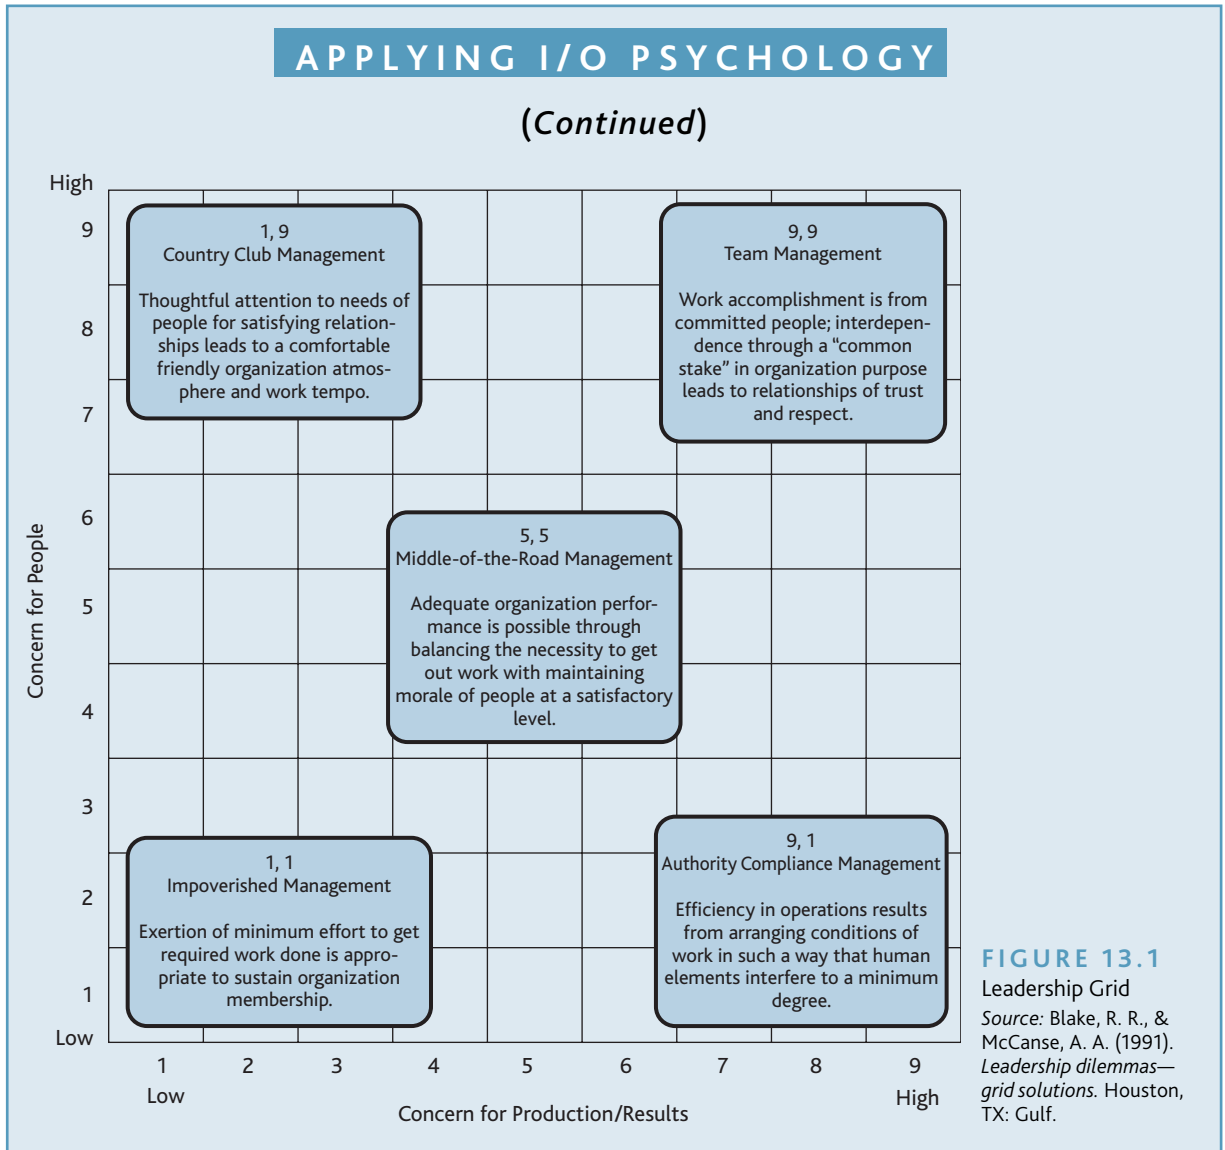 APPLYING I/O PSYCHOLOGY
(Continued)
High
9
8
7
6
5
4
3
2
1
Low
Concern for People
1, 9
Country Club Management
Thoughtful attention to needs of
people for satisfying relation-
ships leads to a comfortable
friendly organization atmos-
phere and work tempo.
9, 9
Team Management
Work accomplishment is from
committed people; interdepen-
dence through a “common
stake” in organization purpose
leads to relationships of trust
and respect.
5, 5
Middle-of-the-Road Management
Adequate organization perfor-
mance is possible through
balancing the necessity to get
out work with maintaining
morale of people at a satisfactory
level.
1, 1
Impoverished Management
Exertion of minimum effort to get
required work done is appro-
priate to sustain organization
membership.
9, 1
Authority Compliance Management
Efficiency in operations results
from arranging conditions of
work in such a way that human
elements interfere to a minimum
degree.
1 2 3 4 5 6 7 8 9
Low High
Concern for Production/Results
FIGURE 13.1
Leadership Grid
Source: Blake, R. R., &
McCanse, A. A. (1991).
Leadership dilemmas—
grid solutions. Houston,
TX: Gulf.